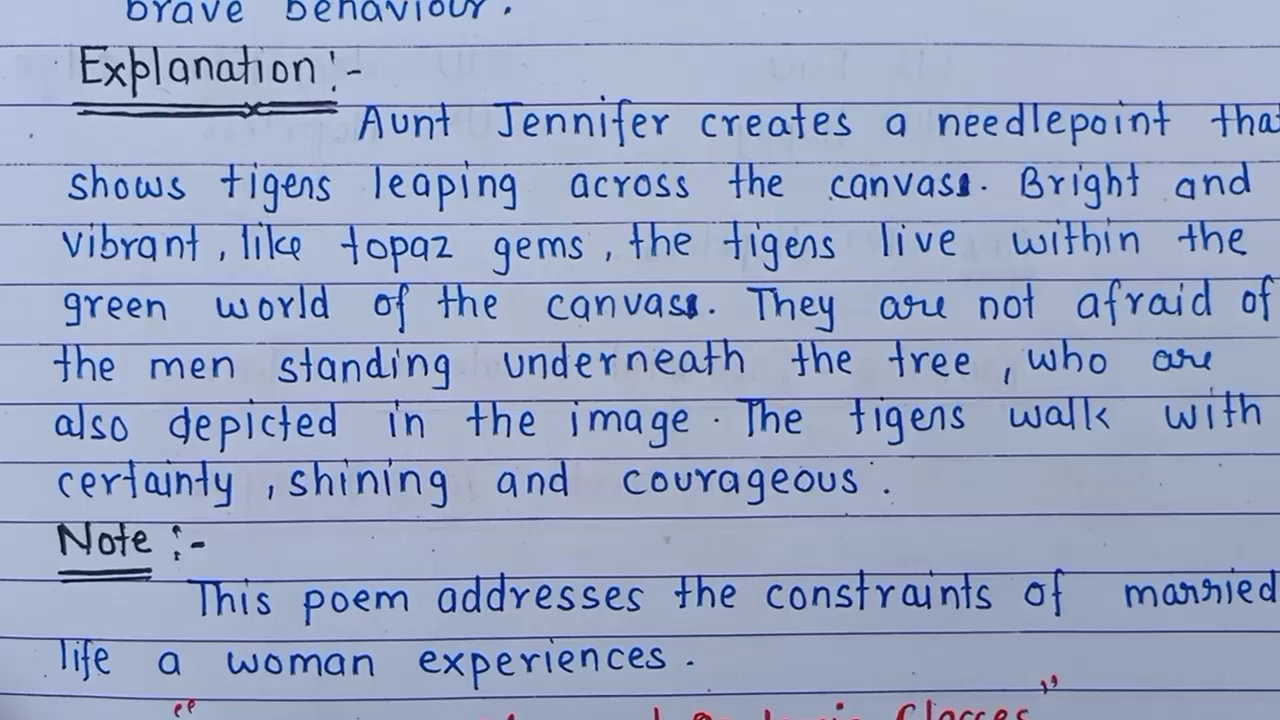 brave behaviour.
Explanation :-
Aunt Jennifer creates a needlepoint that
shows tigers leaping across the canvas. Bright and
vibrant, like topaz gems, the tigers live within the
green world of the canvas. They are not afraid of
the men standing underneath the tree, who are
also depicted in the image. The tigers walk with
certainty, shining and courageous.
Note :-
This poem addresses the constraints of married
life a woman experiences.
" Classes "